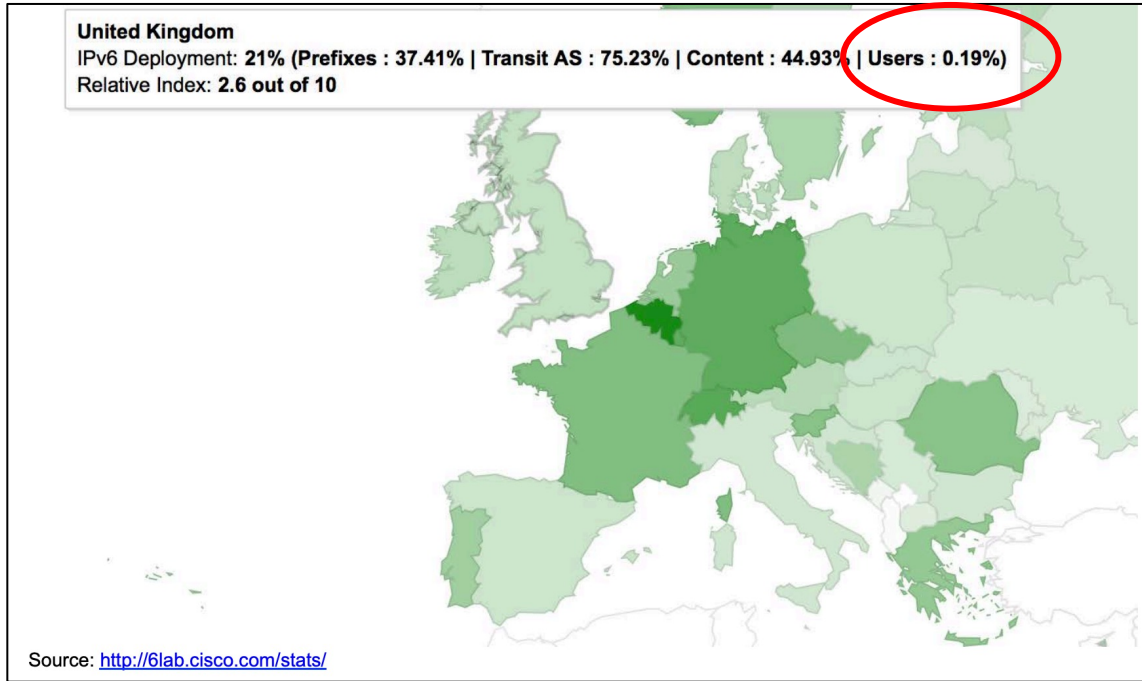 United Kingdom
IPv6 Deployment: 21% (Prefixes : 37.41% | Transit AS : 75.23% | Content : 44.93% | Users : 0.19%)
Relative Index: 2.6 out of 10
Source: http://6lab.cisco.com/stats/